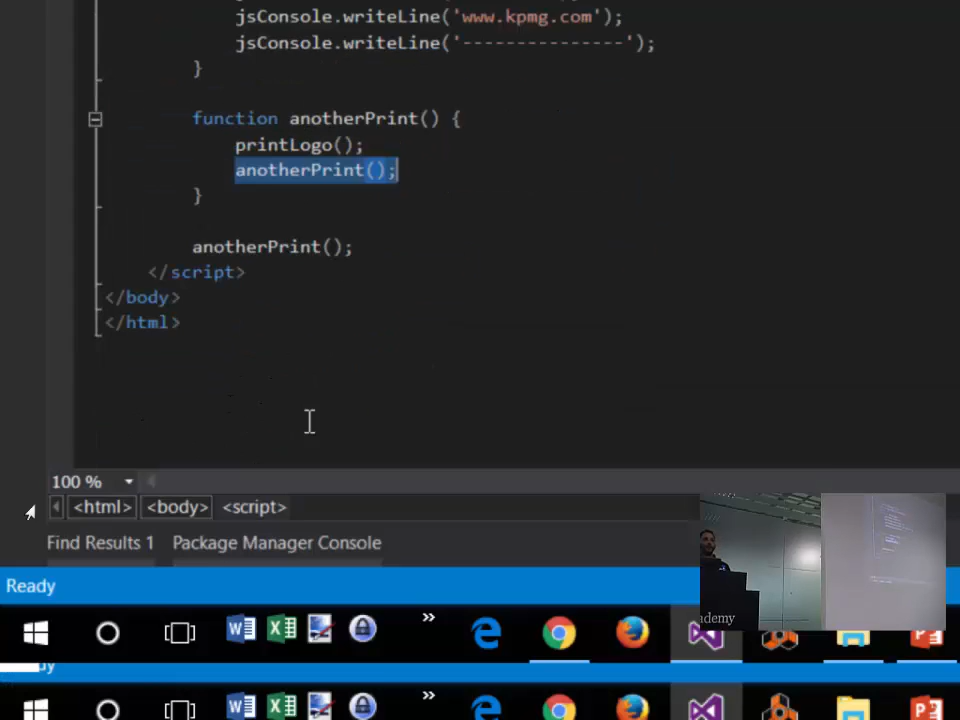 jsConsole.writeLine('www.kpmg.com');
jsConsole.writeLine('---------------');
}
function anotherPrint() {
printLogo();
anotherPrint();
}
anotherPrint();
</script>
</body>
</html>
100 %
<html> <body> <script>
Find Results 1 Package Manager Console
Ready
ademy